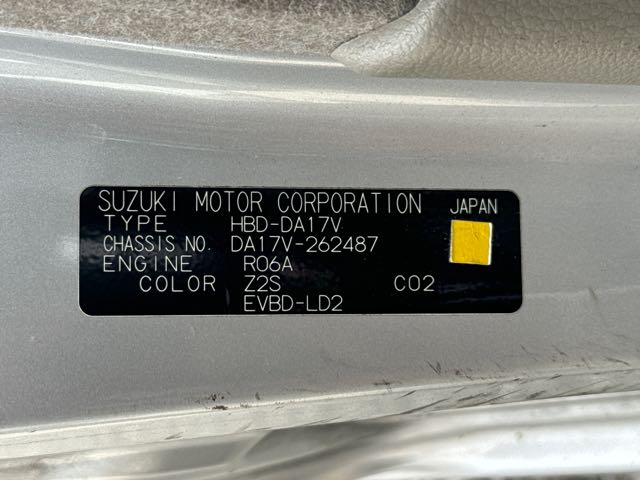 SUZUKI MOTOR CORPORATION JAPAN
TYPE HBD-DA17V
CHASSIS NO. DA17V-262487
ENGINE R06A
COLOR Z2S C02
EVBD-LD2